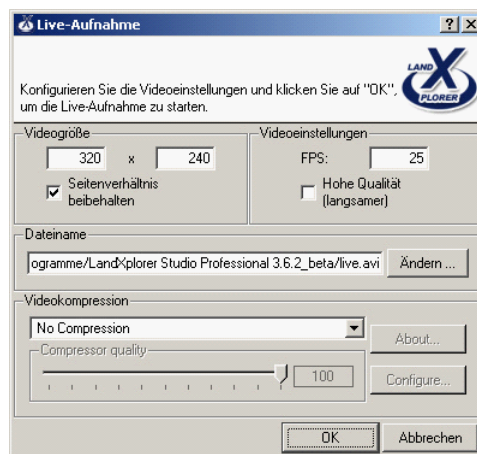 Live-Aufnahme
LAND
X
PLORER
Konfigurieren Sie die Videoeinstellungen und klicken Sie auf "OK",
um die Live-Aufnahme zu starten.
Videogröße
320 x 240
Seitenverhältnis
beibehalten
Videoeinstellungen
FPS: 25
Hohe Qualität
(langsamer)
Dateiname
ogramme/LandXplorer Studio Professional 3.6.2_beta/live.avi Ändern ...
Videokompression
No Compression
About...
Compressor quality
100
Configure...
OK Abbrechen